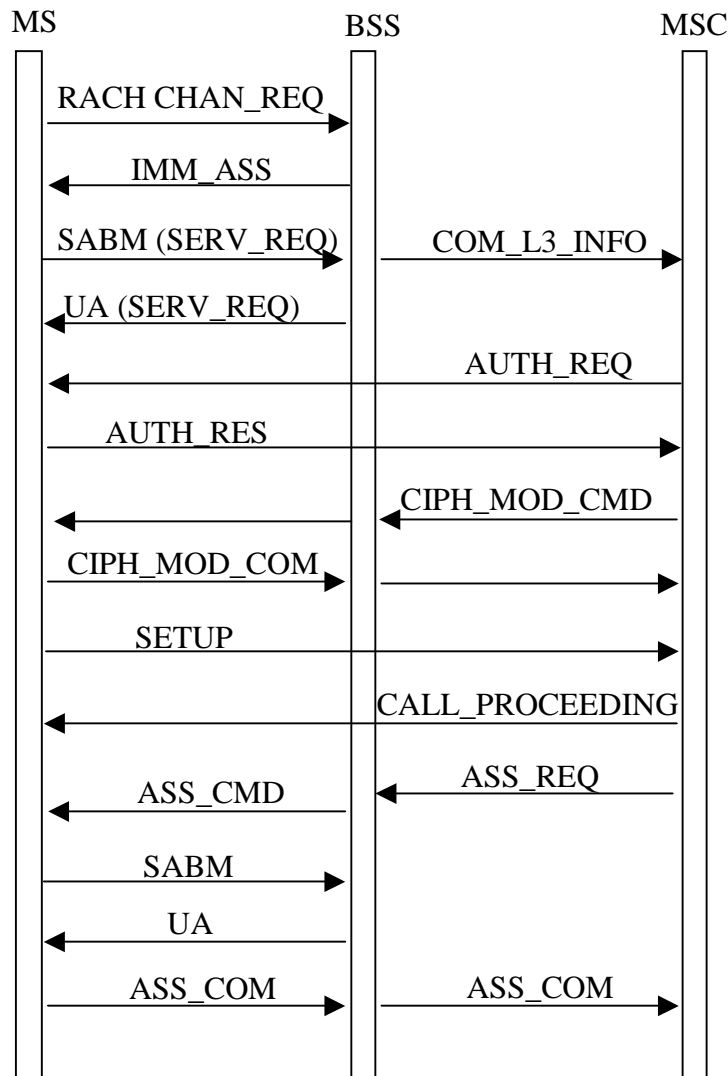 MS BSS MSC
RACH CHAN_REQ
IMM_ASS
SABM (SERV_REQ) COM_L3_INFO
UA (SERV_REQ)
AUTH_REQ
AUTH_RES
CIPH_MOD_CMD
CIPH_MOD_COM
SETUP
CALL_PROCEEDING
ASS_REQ
ASS_CMD
SABM
UA
ASS_COM ASS_COM